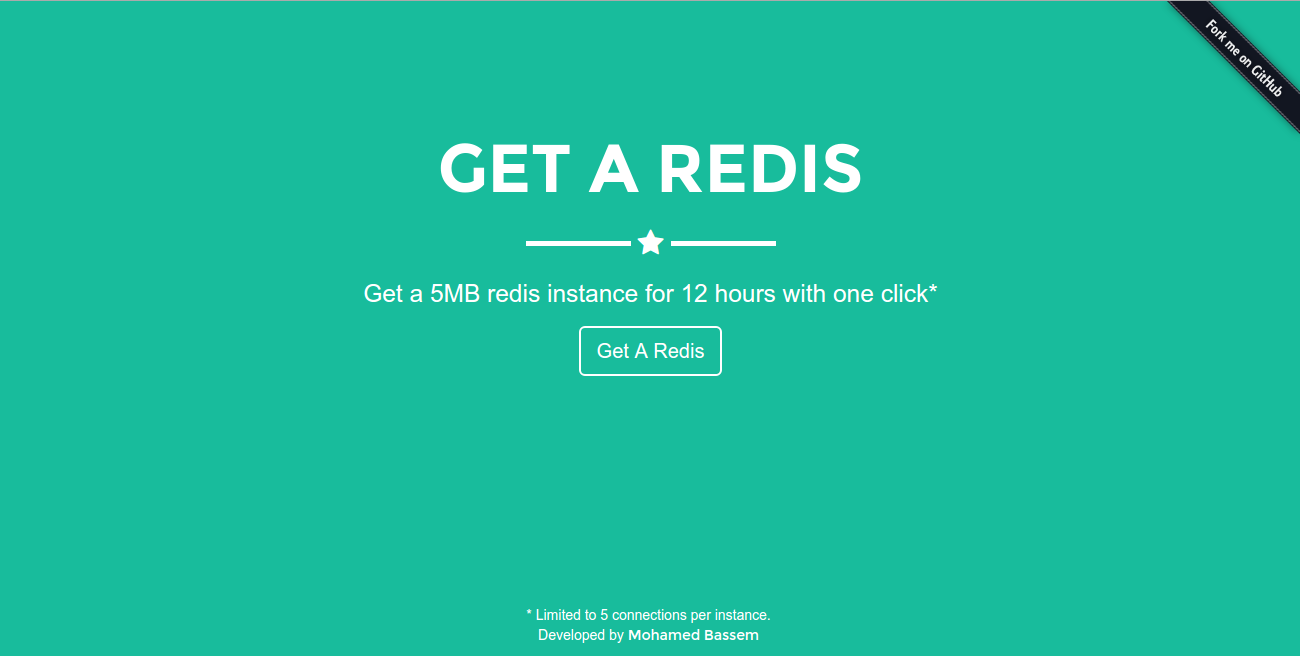 Fork me on GitHub
GET A REDIS
Get a 5MB redis instance for 12 hours with one click*
Get A Redis
* Limited to 5 connections per instance.
Developed by Mohamed Bassem